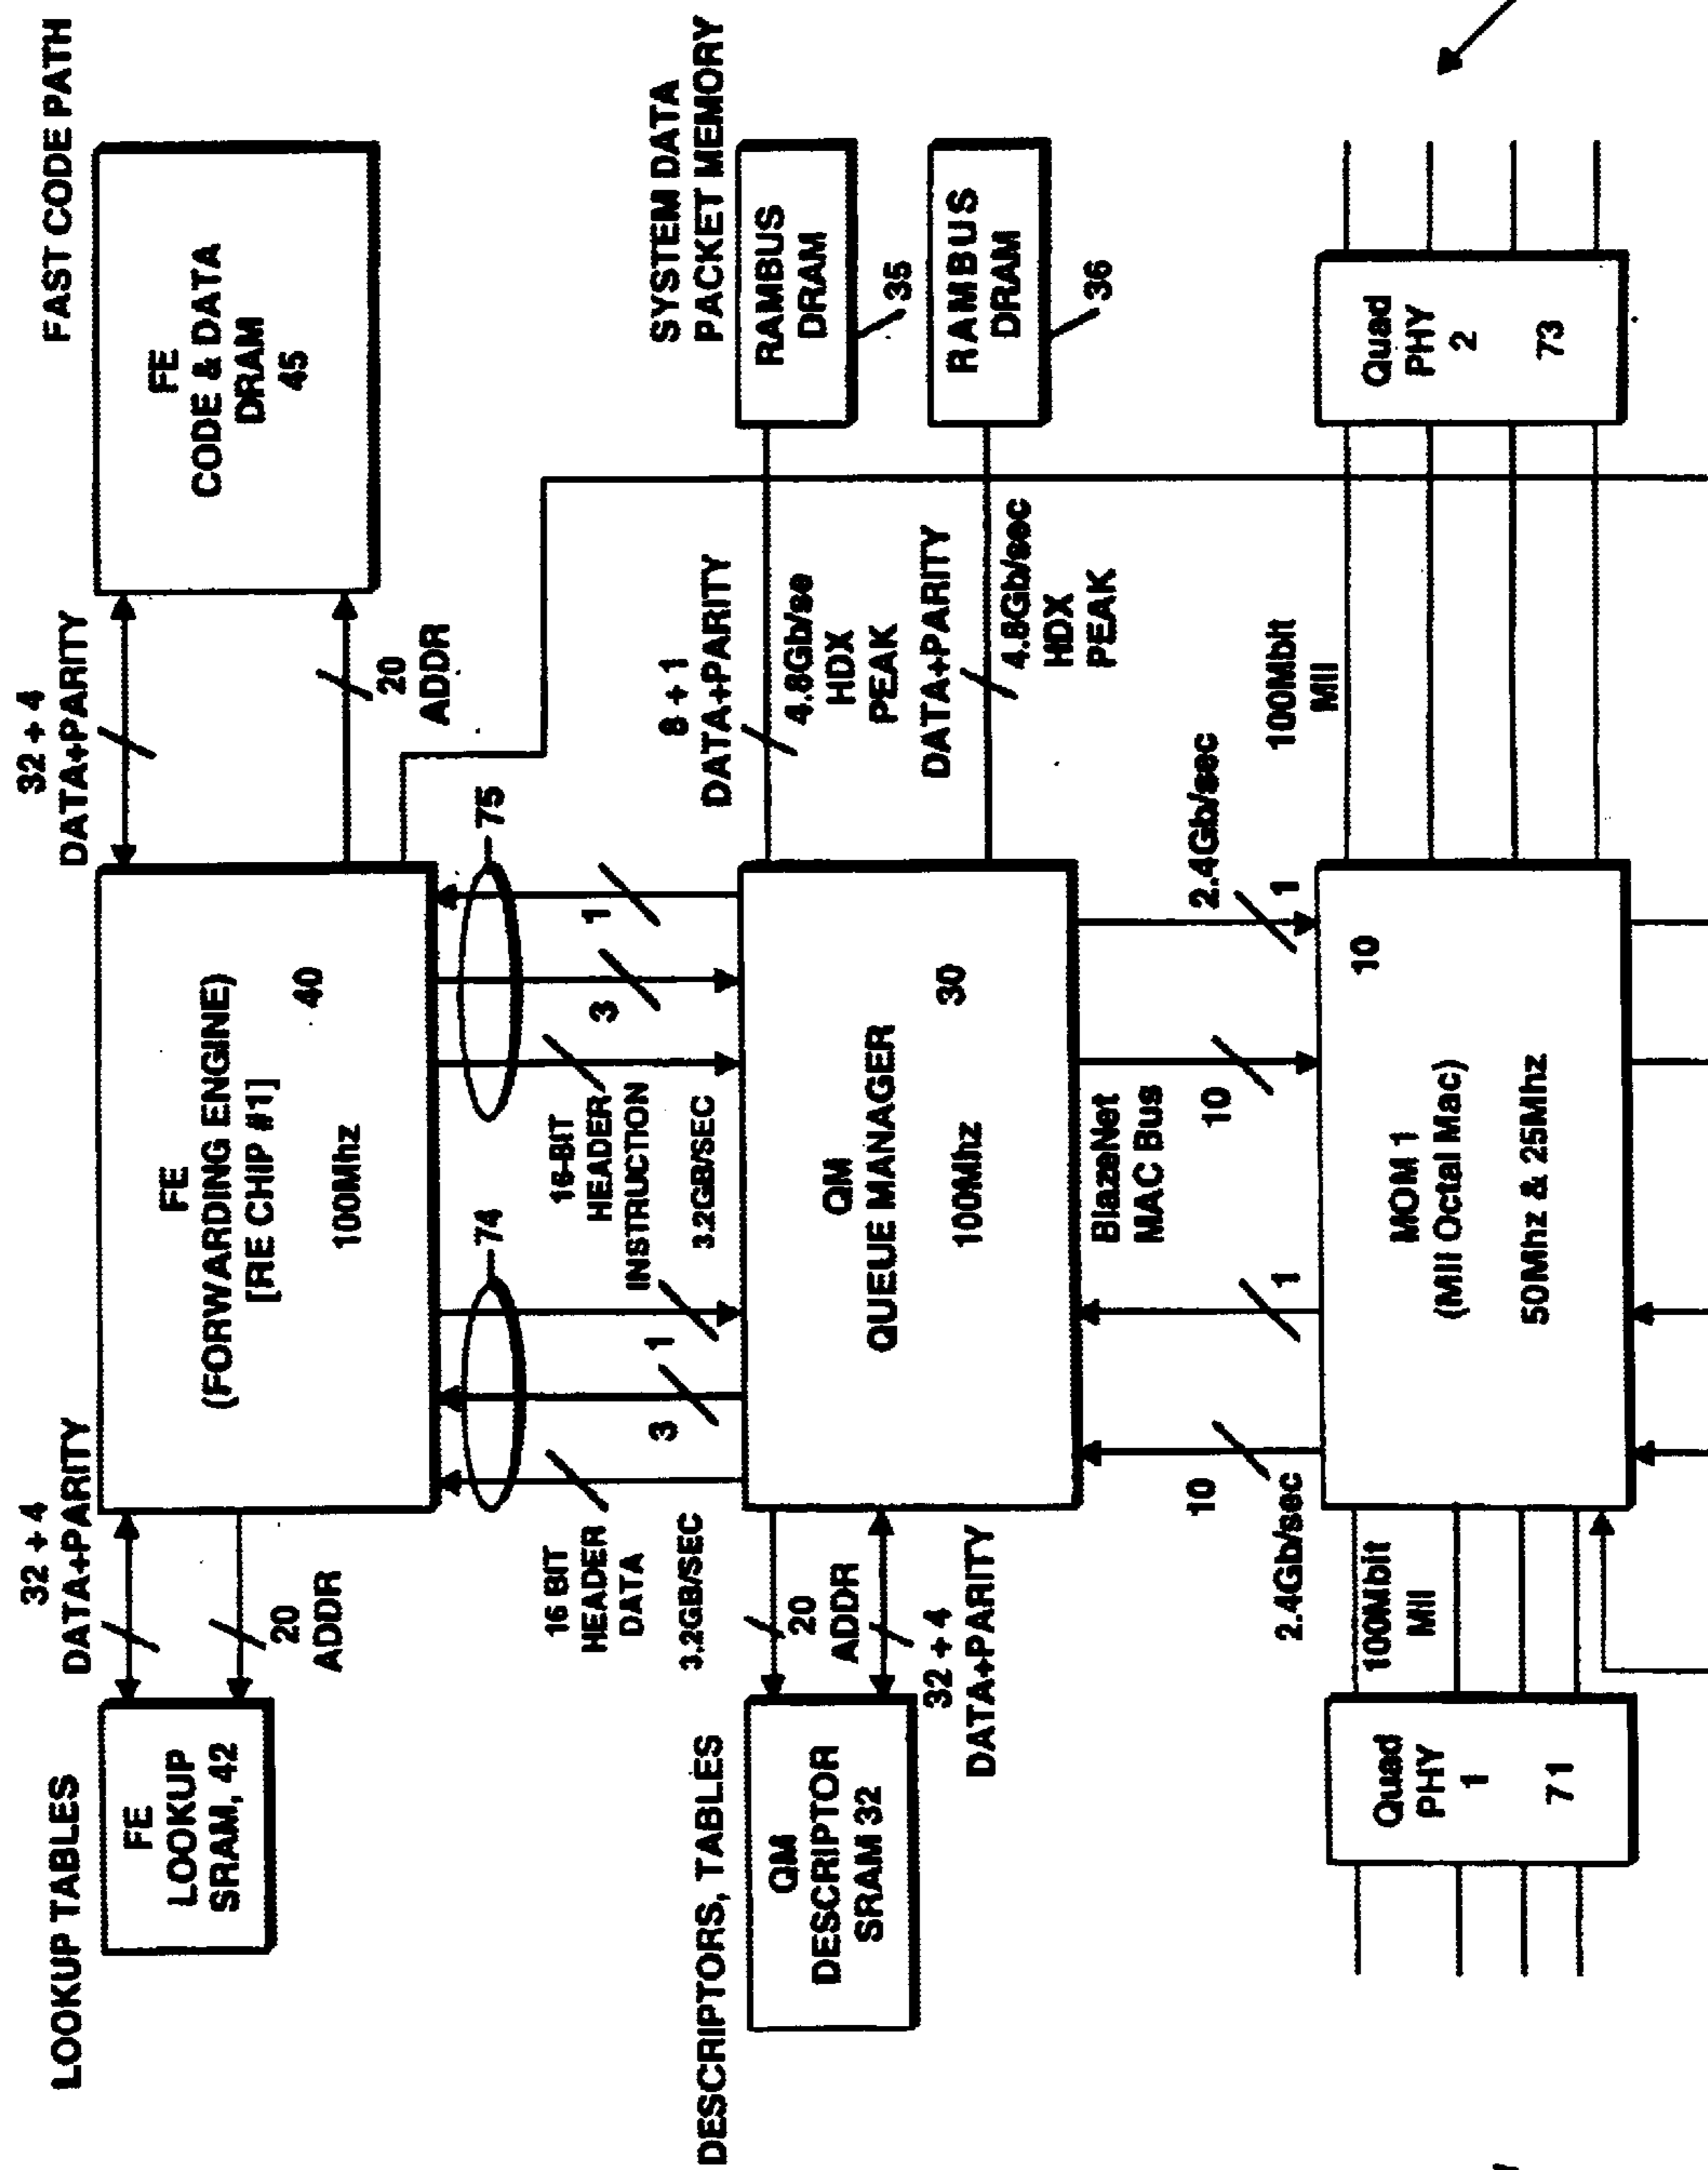 LOOKUP TABLES
FE
LOOKUP
SRAM, 42
32 + 4
DATA+PARITY
20
ADDR
FE
(FORWARDING ENGINE)
[RE CHIP #1]
40
100Mhz
32 + 4
DATA+PARITY
20
ADDR
FAST CODE PATH
FE
CODE & DATA
DRAM
45
16 BIT
HEADER
DATA
3.2GB/SEC
3
1
74
16-BIT
HEADER
INSTRUCTION
3.2GB/SEC
3
1
75
DESCRIPTORS, TABLES
QM
DESCRIPTOR
SRAM 32
20
ADDR
32 + 4
DATA+PARITY
QM
QUEUE MANAGER
30
100Mhz
8 + 1
DATA+PARITY
4.8Gb/se
HDX
PEAK
DATA+PARITY
4.8Gb/sec
HDX
PEAK
SYSTEM DATA
PACKET MEMORY
RAMBUS
DRAM
35
RAMBUS
DRAM
36
10
2.4Gb/sec
1
BlazeNet
MAC Bus
10
2.4Gb/sec
1
Quad
PHY
1
71
100Mbit
MII
MOM 1
(MII Octal Mac)
10
50Mhz & 25Mhz
100Mbit
MII
Quad
PHY
2
73